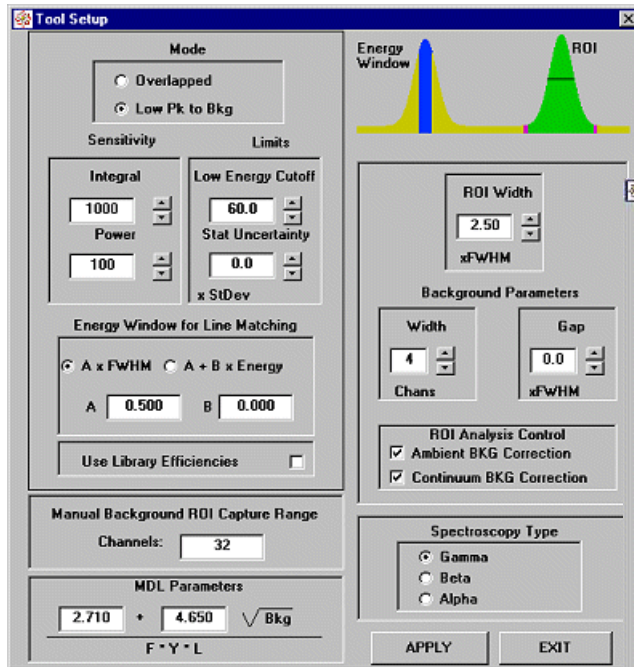 Tool Setup
Mode
Overlapped
Low Pk to Bkg
Sensitivity
Limits
Integral
1000
Power
100
Low Energy Cutoff
60.0
Stat Uncertainty
0.0
x StDev
Energy Window for Line Matching
A x FWHM
A + B x Energy
A 0.500
B 0.000
Use Library Efficiencies
Manual Background ROI Capture Range
Channels: 32
MDL Parameters
2.710 + 4.650 √Bkg
F * Y * L
Energy
Window
ROI
ROI Width
2.50
xFWHM
Background Parameters
Width
4
Chans
Gap
0.0
xFWHM
ROI Analysis Control
Ambient BKG Correction
Continuum BKG Correction
Spectroscopy Type
Gamma
Beta
Alpha
APPLY
EXIT